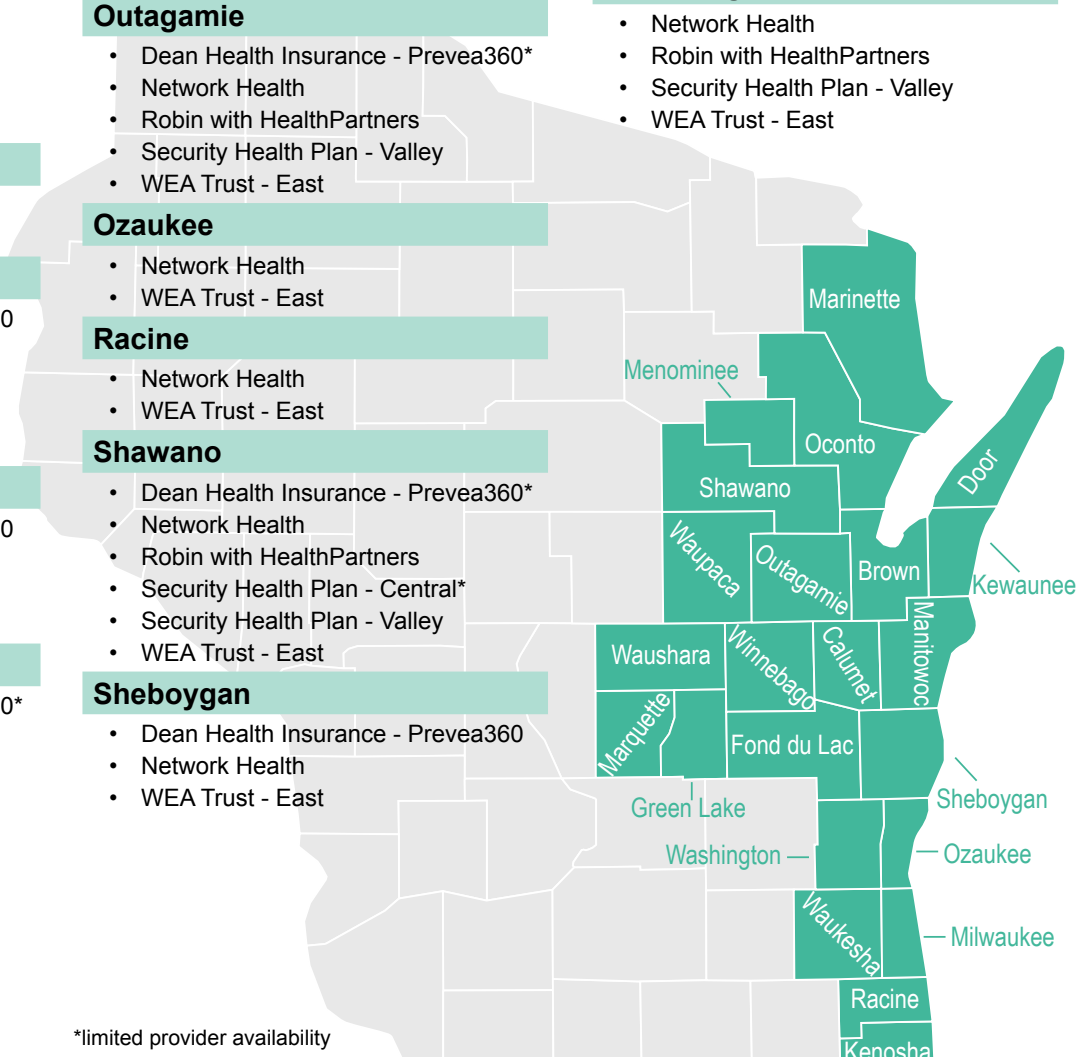 Outagamie
• Dean Health Insurance - Prevea360*
• Network Health
• Robin with HealthPartners
• Security Health Plan - Valley
• WEA Trust - East
Ozaukee
• Network Health
• WEA Trust - East
Racine
• Network Health
• WEA Trust - East
Shawano
• Dean Health Insurance - Prevea360*
• Network Health
• Robin with HealthPartners
• Security Health Plan - Central*
• Security Health Plan - Valley
• WEA Trust - East
Sheboygan
• Dean Health Insurance - Prevea360
• Network Health
• WEA Trust - East
• Network Health
• Robin with HealthPartners
• Security Health Plan - Valley
• WEA Trust - East
0
0
0*
Marinette
Menominee
Oconto
Door
Shawano
Waupaca
Outagamie
Brown
Kewaunee
Waushara
Winnebago
Calumet
Manitowoc
Marquette
Fond du Lac
Green Lake
Sheboygan
Washington
Ozaukee
Waukesha
Milwaukee
Racine
Kenosha
*limited provider availability